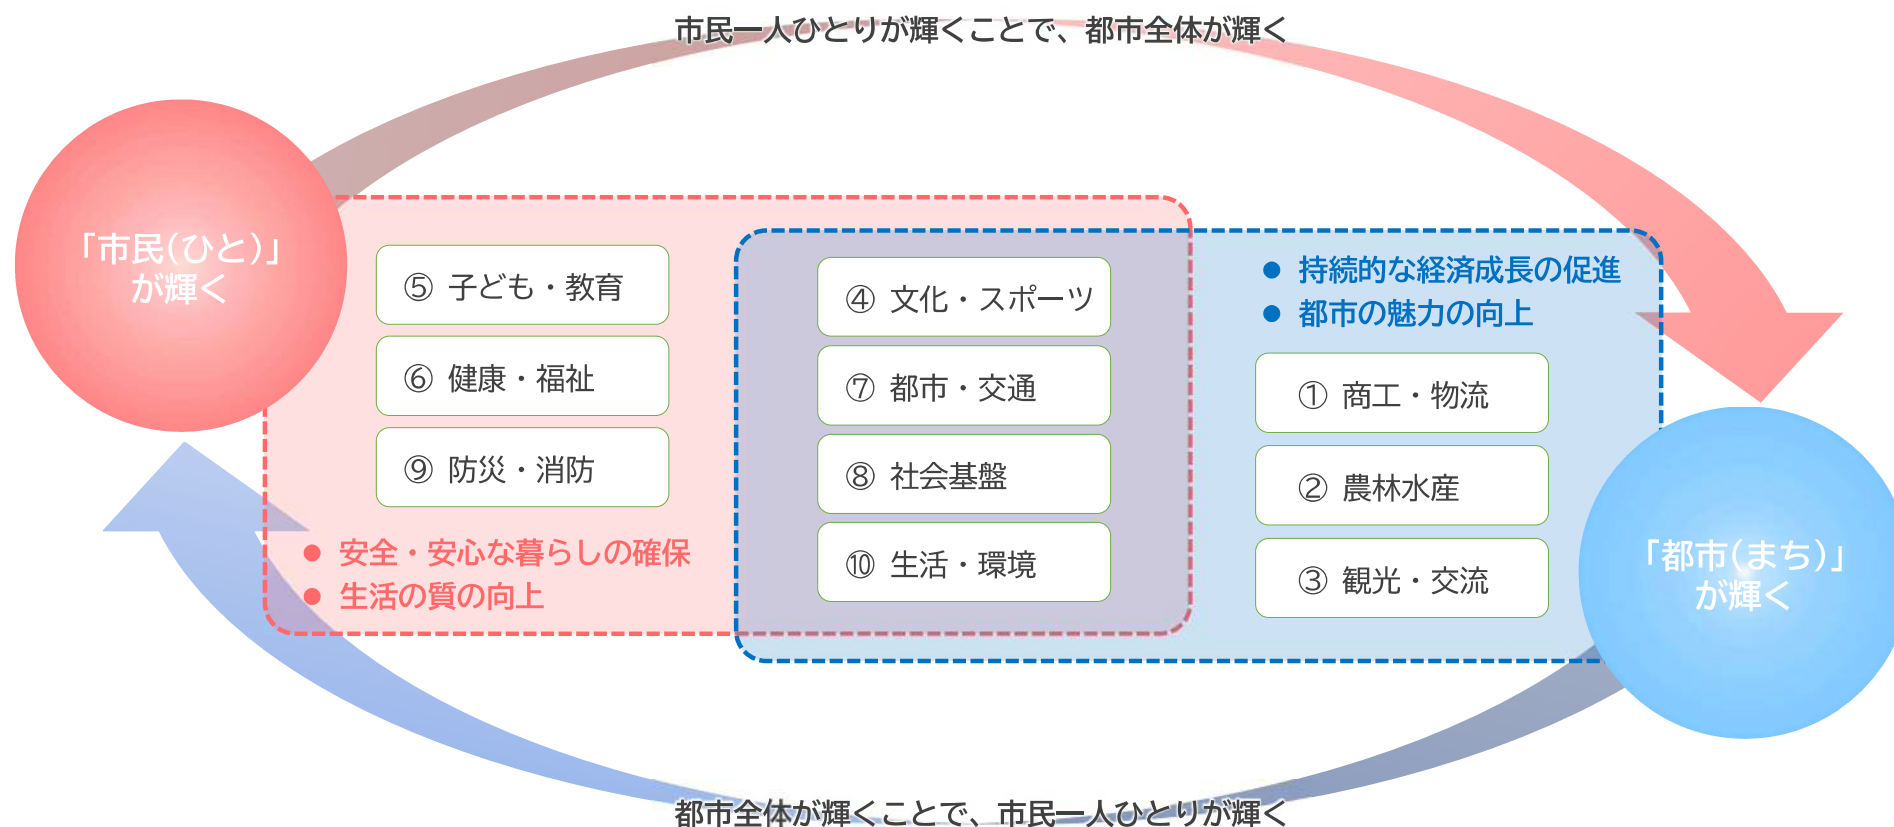 市民一人ひとりが輝くことで、都市全体が輝く
「市民(ひと)」
が輝く
⑤ 子ども・教育
⑥ 健康・福祉
⑨ 防災・消防
● 安全・安心な暮らしの確保
● 生活の質の向上
④ 文化・スポーツ
⑦ 都市・交通
⑧ 社会基盤
⑩ 生活・環境
● 持続的な経済成長の促進
● 都市の魅力の向上
① 商工・物流
② 農林水産
③ 観光・交流
「都市(まち)」
が輝く
都市全体が輝くことで、市民一人ひとりが輝く